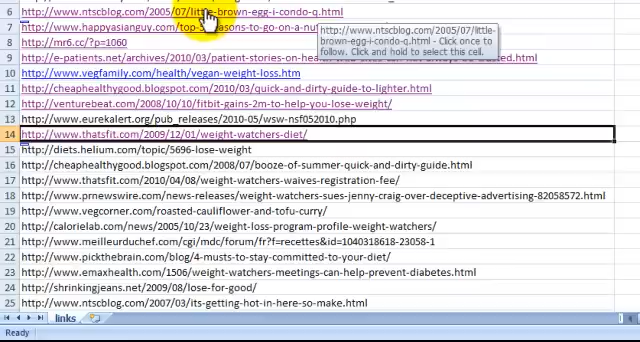 6 http://www.ntscblog.com/2005/07/little-brown-egg-i-condo-q.html
7 http://www.happyasianguy.com/top-
http://www.ntscblog.com/2005/07/little-
brown-egg-i-condo-q.html - Click once to
follow. Click and hold to select this cell.
8 http://mr6.cc/?p=1060
9 http://e-patients.net/archives/2010/03/patient-stories-on-
10 http://www.vegfamily.com/health/vegan-weight-loss.htm
11 http://cheaphealthygood.blogspot.com/2010/03/quick-and-dirty-guide-to-lighter.html
12 http://venturebeat.com/2008/10/10/fitbit-gains-2m-to-help-you-lose-weight/
13 http://www.eurekalert.org/pub_releases/2010-05/wsw-nsf052010.php
14 http://www.thatsfit.com/2009/12/01/weight-watchers-diet/
15 http://diets.helium.com/topic/5696-lose-weight
16 http://cheaphealthygood.blogspot.com/2008/07/booze-of-summer-quick-and-dirty-guide.html
17 http://www.thatsfit.com/2010/04/08/weight-watchers-waives-registration-fee/
18 http://www.prnewswire.com/news-releases/weight-watchers-sues-jenny-craig-over-deceptive-advertising-82058572.html
19 http://www.vegcorner.com/roasted-cauliflower-and-tofu-curry/
20 http://calorielab.com/news/2005/10/23/weight-loss-program-profile-weight-watchers/
21 http://www.meilleurduchef.com/cgi/mdc/forum/fr?f=recettes&id=1040318618-23058-1
22 http://www.pickthebrain.com/blog/4-musts-to-stay-committed-to-your-diet/
23 http://www.emaxhealth.com/1506/weight-watchers-meetings-can-help-prevent-diabetes.html
24 http://shrinkingjeans.net/2009/08/lose-for-good/
25 http://www.ntscblog.com/2007/03/its-getting-hot-in-here-so-make.html
links
Ready